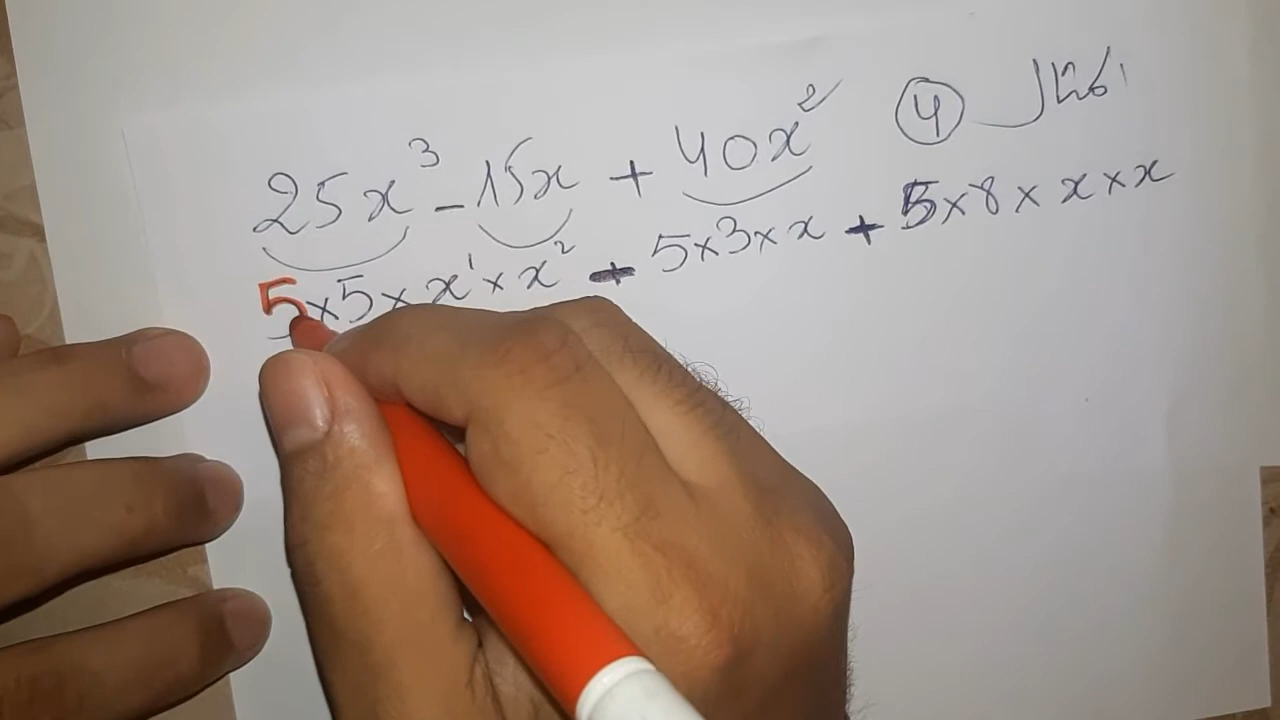 مثال ④
25x³ - 15x + 40x²
5×5×x¹×x² - 5×3×x + 5×8×x×x